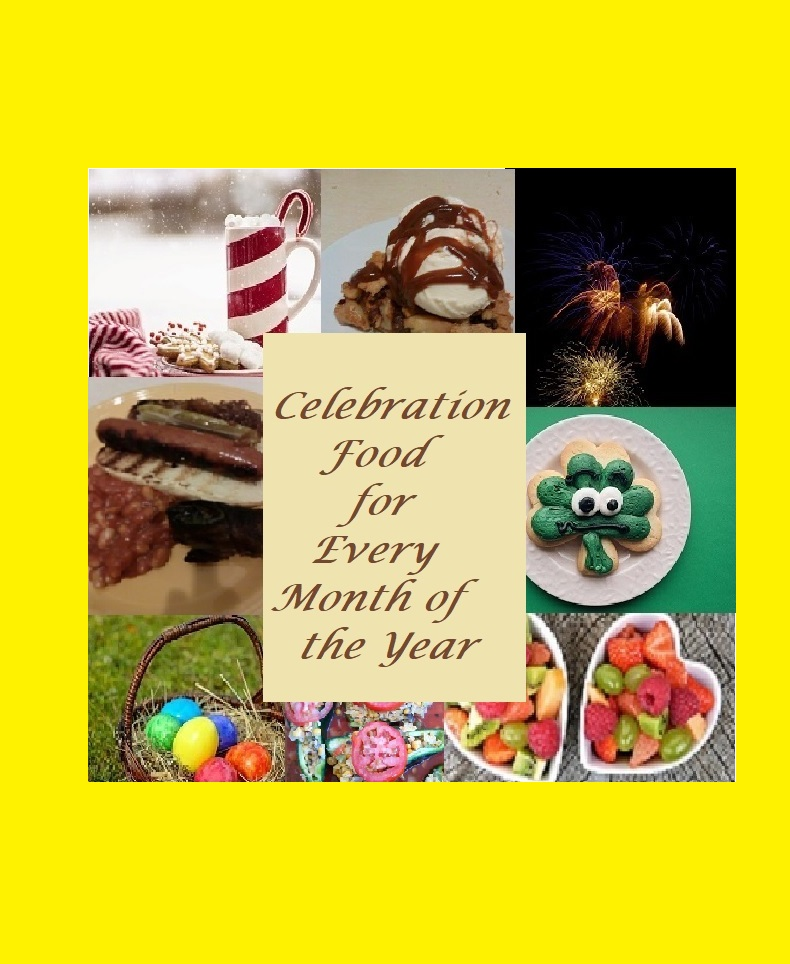 Celebration
Food
for
Every
Month of
the Year